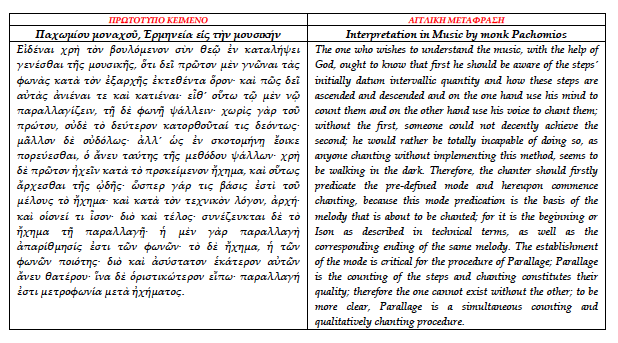 ΠΡΩΤΟΤΥΠΟ ΚΕΙΜΕΝΟ
Παχωμίου μοναχοῦ, Ἑρμηνεία εἰς τὴν μουσικήν
Εἰδέναι χρὴ τὸν βουλόμενον σὺν θεῷ ἐν καταλήψει
γενέσθαι τῆς μουσικῆς, ὅτι δεῖ πρῶτον μὲν γνῶναι τὰς
φωνὰς κατὰ τὸν ἐξαρχῆς ἐκτεθέντα ὅρον· καὶ πῶς δεῖ
αὐτὰς ἀνιέναι τε καὶ κατιέναι· εἶθ’ οὕτω τῷ μὲν νῷ
παραλλαγίζειν, τῇ δὲ φωνῇ ψάλλειν· χωρὶς γὰρ τοῦ
πρώτου, οὐδὲ τὸ δεύτερον κατορθοῦταί τις δεόντως·
μᾶλλον δὲ οὐδόλως· ἀλλ’ ὡς ἐν σκοτομήνῃ ἔοικε
πορεύεσθαι, ὁ ἄνευ ταύτης τῆς μεθόδου ψάλλων· χρὴ
δὲ πρῶτον ἠχεῖν κατὰ τὸ προκείμενον ἤχημα, καὶ οὕτως
ἄρχεσθαι τῆς ᾠδῆς· ὥσπερ γάρ τις βάσις ἐστὶ τοῦ
μέλους τὸ ἤχημα· καὶ κατὰ τὸν τεχνικὸν λόγον, ἀρχή·
καὶ οἱονεί τι ἶσον· διὸ καὶ τέλος· συνέζευκται δὲ τὸ
ἤχημα τῇ παραλλαγῇ· ἡ μὲν γὰρ παραλλαγὴ
ἀπαρίθμησίς ἐστι τῶν φωνῶν· τὸ δὲ ἤχημα, ἡ τῶν
φωνῶν ποιότης· διὸ καὶ ἀσύστατον ἑκάτερον αὐτῶν
ἄνευ θατέρου· ἵνα δὲ ὁριστικώτερον εἴπω· παραλλαγή
ἐστι μετροφωνία μετὰ ἠχήματος.
ΑΓΓΛΙΚΗ ΜΕΤΑΦΡΑΣΗ
Interpretation in Music by monk Pachomios
The one who wishes to understand the music, with the help of
God, ought to know that first he should be aware of the steps’
initially datum intervallic quantity and how these steps are
ascended and descended and on the one hand use his mind to
count them and on the other hand use his voice to chant them;
without the first, someone could not decently achieve the
second; he would rather be totally incapable of doing so, as
anyone chanting without implementing this method, seems to
be walking in the dark. Therefore, the chanter should firstly
predicate the pre-defined mode and hereupon commence
chanting, because this mode predication is the basis of the
melody that is about to be chanted; for it is the beginning or
Ison as described in technical terms, as well as the
corresponding ending of the same melody. The establishment
of the mode is critical for the procedure of Parallage; Parallage
is the counting of the steps and chanting constitutes their
quality; therefore the one cannot exist without the other; to be
more clear, Parallage is a simultaneous counting and
qualitatively chanting procedure.